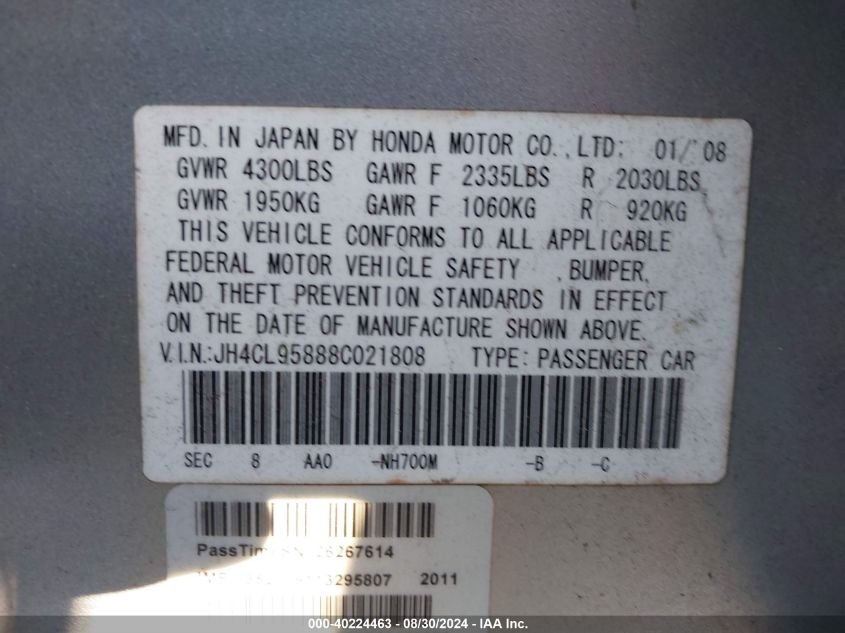 MFD. IN JAPAN BY HONDA MOTOR CO., LTD. 01/ 08
GVWR 4300LBS GAWR F 2335LBS R 2030LBS
GVWR 1950KG GAWR F 1060KG R 920KG
THIS VEHICLE CONFORMS TO ALL APPLICABLE
FEDERAL MOTOR VEHICLE SAFETY , BUMPER,
AND THEFT PREVENTION STANDARDS IN EFFECT
ON THE DATE OF MANUFACTURE SHOWN ABOVE.
V.I.N.:JH4CL95888C021808 TYPE: PASSENGER CAR
SEC 8 AA0 -NH700M -B -C
26267614
2011
000-40224463 - 08/30/2024 - IAA Inc.